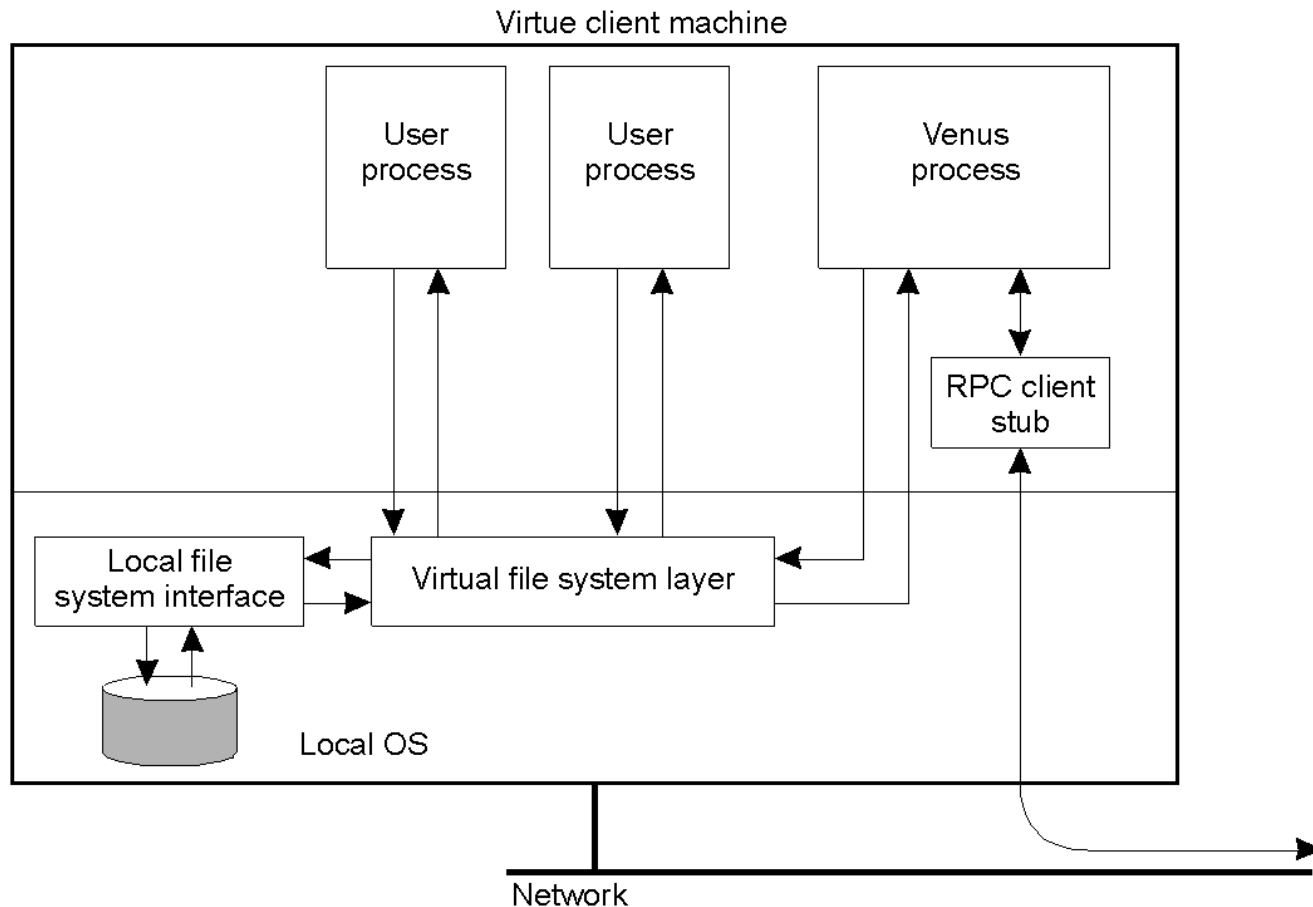 Virtue client machine
User
process
User
process
Venus
process
RPC client
stub
Local file
system interface
Virtual file system layer
Local OS
Network